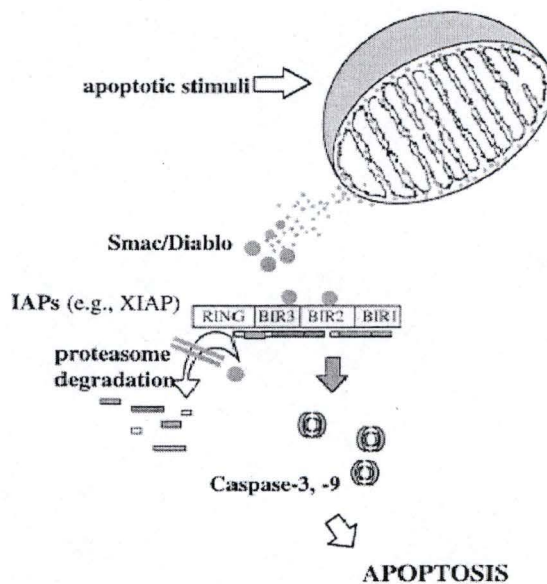 apoptotic stimuli
Smac/Diablo
IAPs (e.g., XIAP)
RING BIR3 BIR2 BIR1
proteasome
degradation
Caspase-3, -9
APOPTOSIS